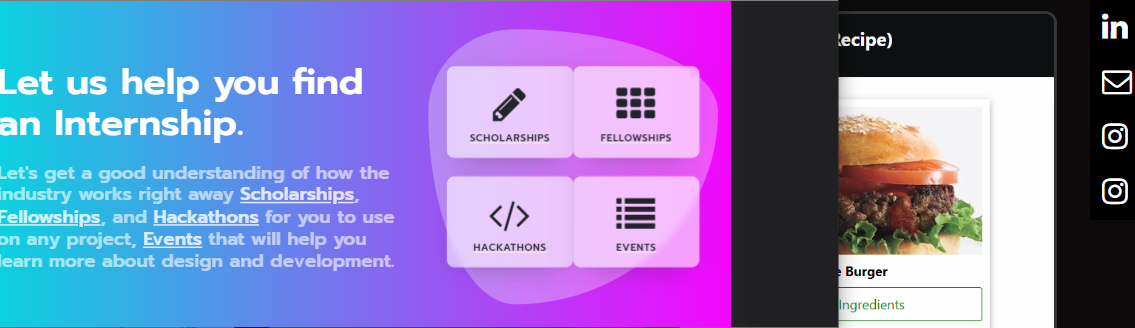 Let us help you find
an Internship.
Let's get a good understanding of how the
industry works right away Scholarships,
Fellowships, and Hackathons for you to use
on any project, Events that will help you
learn more about design and development.
SCHOLARSHIPS
FELLOWSHIPS
HACKATHONS
EVENTS
Recipe)
e Burger
Ingredients
in